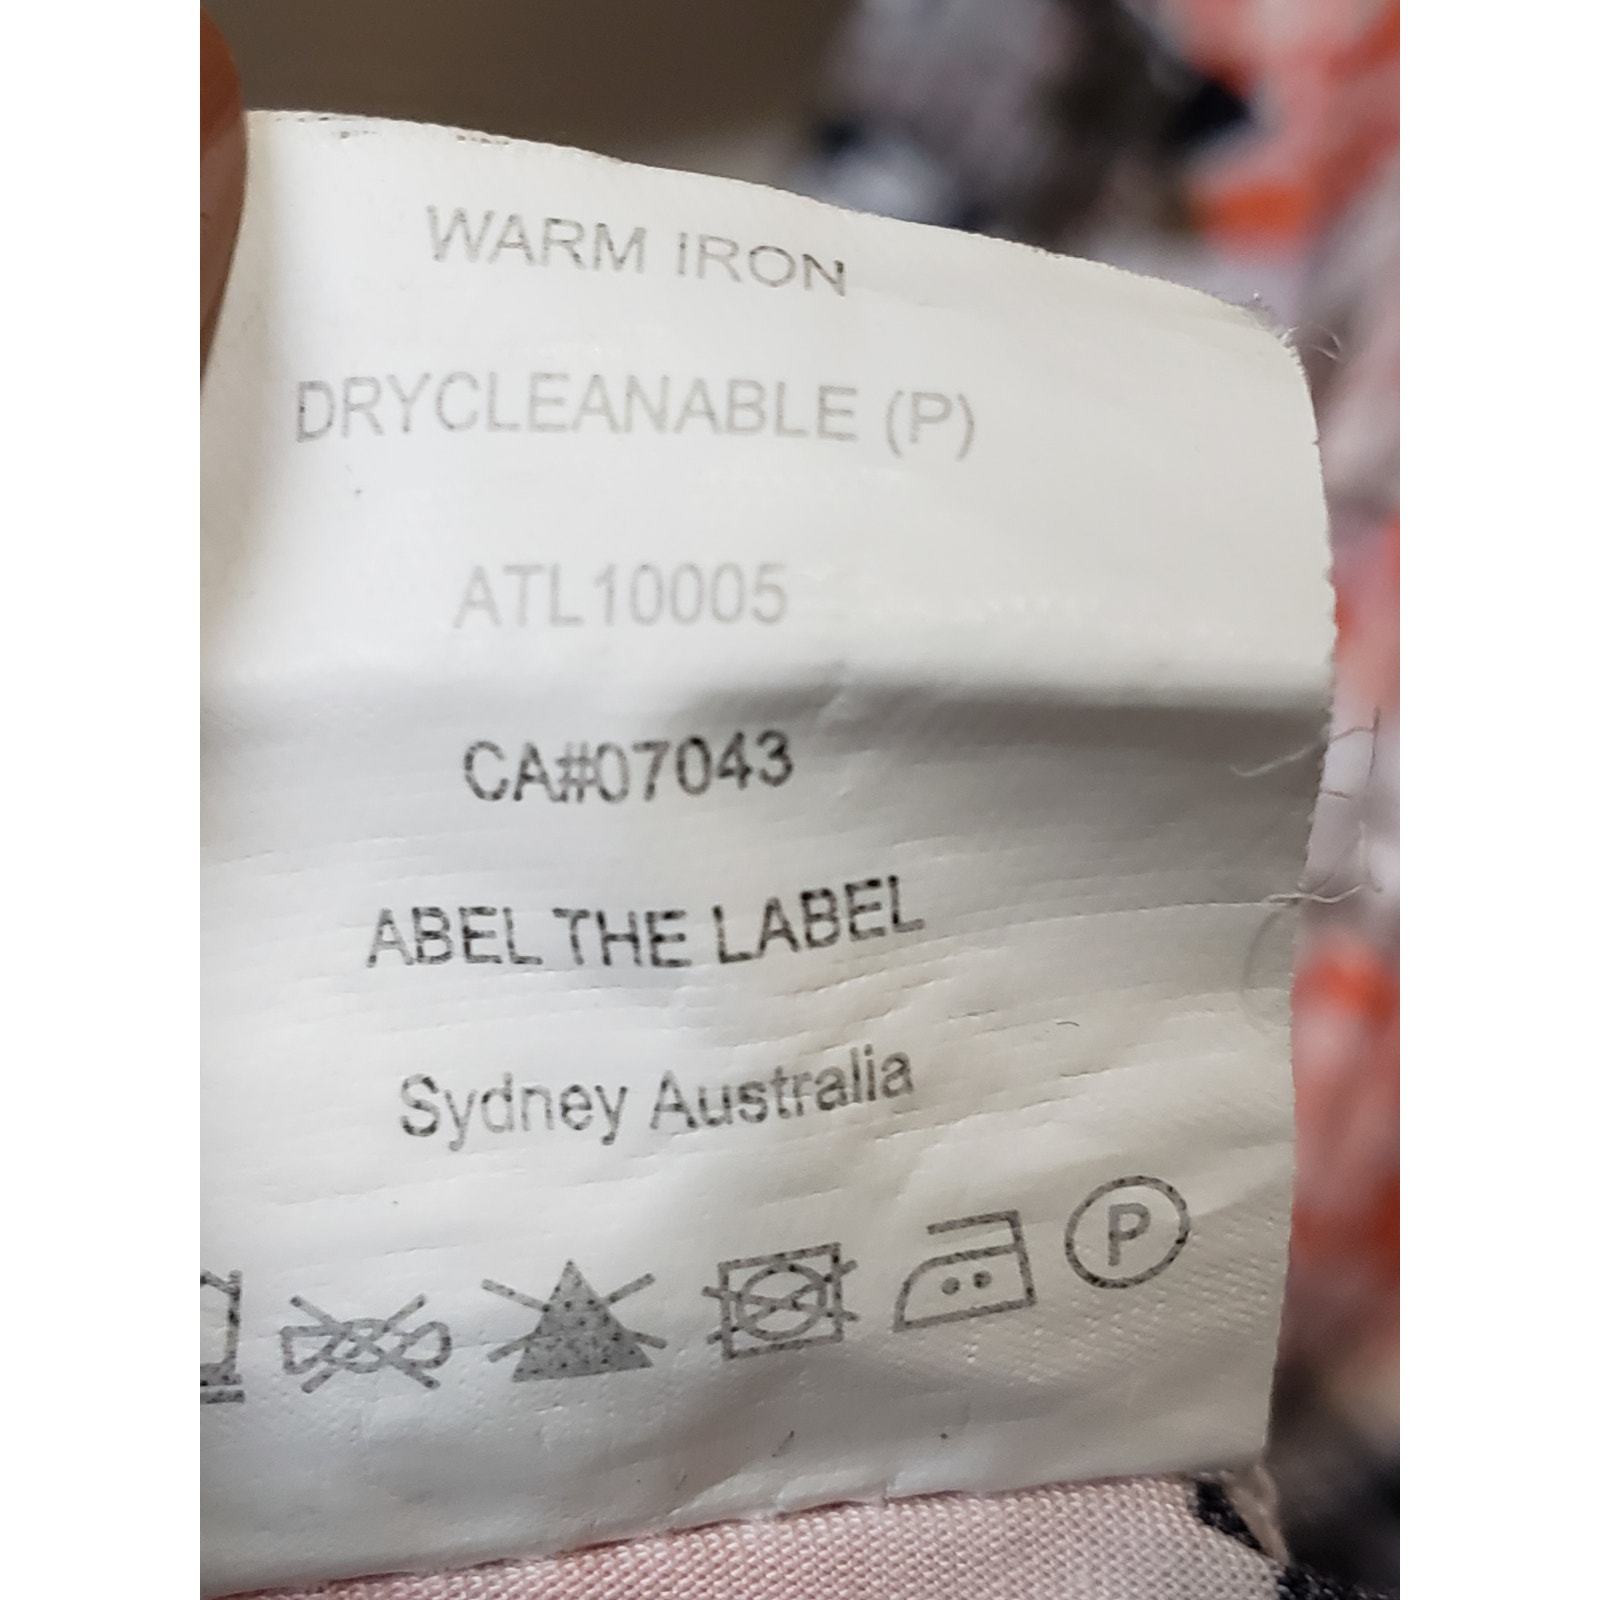 WARM IRON
DRYCLEANABLE (P)
ATL10005
CA#07043
ABEL THE LABEL
Sydney Australia
P